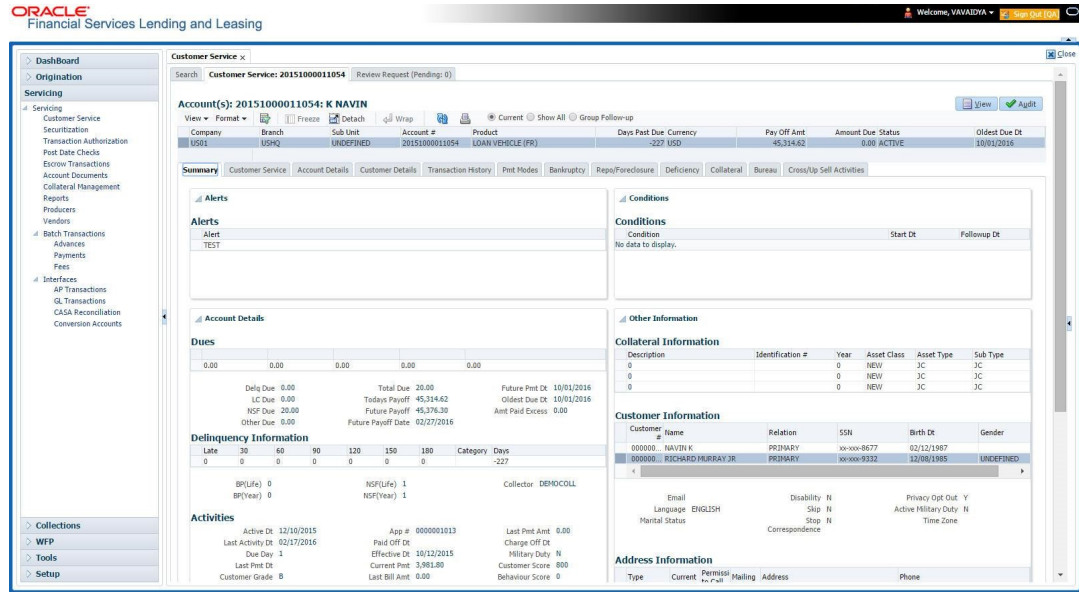 ORACLE
Financial Services Lending and Leasing
Welcome, VAVAIDYA
Sign Out [QA]
Close
DashBoard
Origination
Servicing
Servicing
Customer Service
Securitization
Transaction Authorization
Post Date Checks
Escrow Transactions
Account Documents
Collateral Management
Reports
Producers
Vendors
Batch Transactions
Advances
Payments
Fees
Interfaces
AP Transactions
GL Transactions
CASA Reconciliation
Conversion Accounts
Collections
WFP
Tools
Setup
Customer Service x
Search Customer Service: 20151000011054 Review Request (Pending: 0)
Account(s): 20151000011054: K NAVIN
View Audit
View Format Freeze Detach Wrap Current Show All Group Follow-up
Company Branch Sub Unit Account # Product Days Past Due Currency Pay Off Amt Amount Due Status Oldest Due Dt
US01 USHQ UNDEFINED 20151000011054 LOAN VEHICLE (FR) -227 USD 45,314.62 0.00 ACTIVE 10/01/2016
Summary Customer Service Account Details Customer Details Transaction History Pmt Modes Bankruptcy Repo/Foreclosure Deficiency Collateral Bureau Cross/Up Sell Activities
Alerts
Alerts
Alert
TEST
Conditions
Conditions
Condition Start Dt Followup Dt
No data to display.
Account Details
Dues
0.00 0.00 0.00 0.00 0.00
Delq Due 0.00 Total Due 20.00 Future Pmt Dt 10/01/2016
LC Due 0.00 Todays Payoff 45,314.62 Oldest Due Dt 10/01/2016
NSF Due 20.00 Future Payoff 45,376.30 Amt Paid Excess 0.00
Other Due 0.00 Future Payoff Date 02/27/2016
Delinquency Information
Late 30 60 90 120 150 180 Category Days
0 0 0 0 0 0 0 -227
BP(Life) 0 NSF(Life) 1 Collector DEMOCOLL
BP(Year) 0 NSF(Year) 1
Activities
Active Dt 12/10/2015 App # 0000001013 Last Pmt Amt 0.00
Last Activity Dt 02/17/2016 Paid Off Dt Charge Off Dt
Due Day 1 Effective Dt 10/12/2015 Military Duty N
Last Pmt Dt Current Pmt 3,981.80 Customer Score 800
Customer Grade B Last Bill Amt 0.00 Behaviour Score 0
Other Information
Collateral Information
Description Identification # Year Asset Class Asset Type Sub Type
0 0 NEW JC JC
0 0 NEW JC JC
0 0 NEW JC JC
Customer Information
Customer # Name Relation SSN Birth Dt Gender
000000... NAVIN K PRIMARY xx-xxx-8677 02/12/1987
000000... RICHARD MURRAY JR PRIMARY xx-xxx-9332 12/08/1985 UNDEFINED
Email Disability N Privacy Opt Out Y
Language ENGLISH Skip N Active Military Duty N
Marital Status Stop Correspondence N Time Zone
Address Information
Type Current Permissi to Call Mailing Address Phone